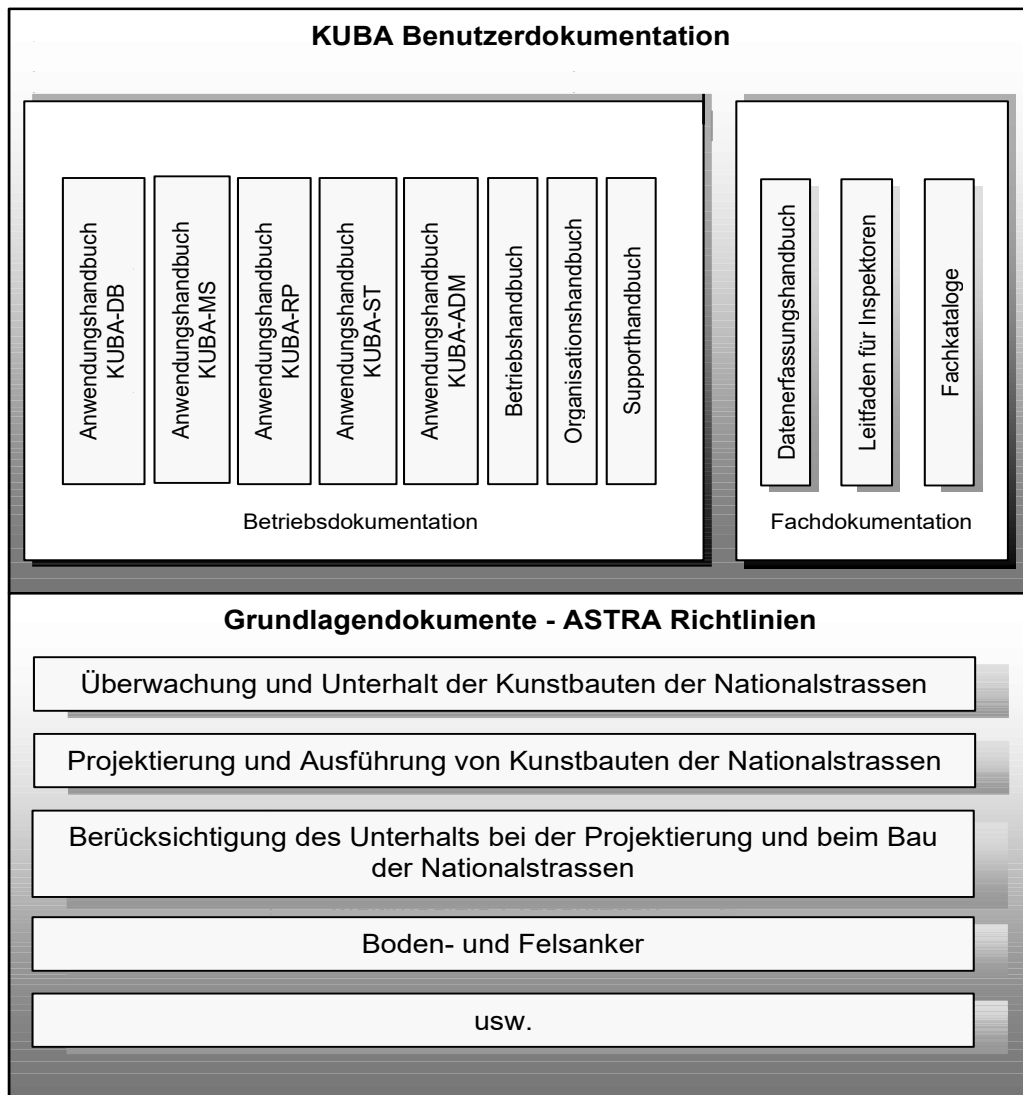 KUBA Benutzerdokumentation
Anwendungshandbuch
KUBA-DB
Anwendungshandbuch
KUBA-MS
Anwendungshandbuch
KUBA-RP
Anwendungshandbuch
KUBA-ST
Anwendungshandbuch
KUBA-ADM
Betriebshandbuch
Organisationshandbuch
Supporthandbuch
Betriebsdokumentation
Datenerfassungshandbuch
Leitfaden für Inspektoren
Fachkataloge
Fachdokumentation
Grundlagendokumente - ASTRA Richtlinien
Überwachung und Unterhalt der Kunstbauten der Nationalstrassen
Projektierung und Ausführung von Kunstbauten der Nationalstrassen
Berücksichtigung des Unterhalts bei der Projektierung und beim Bau
der Nationalstrassen
Boden- und Felsanker
usw.